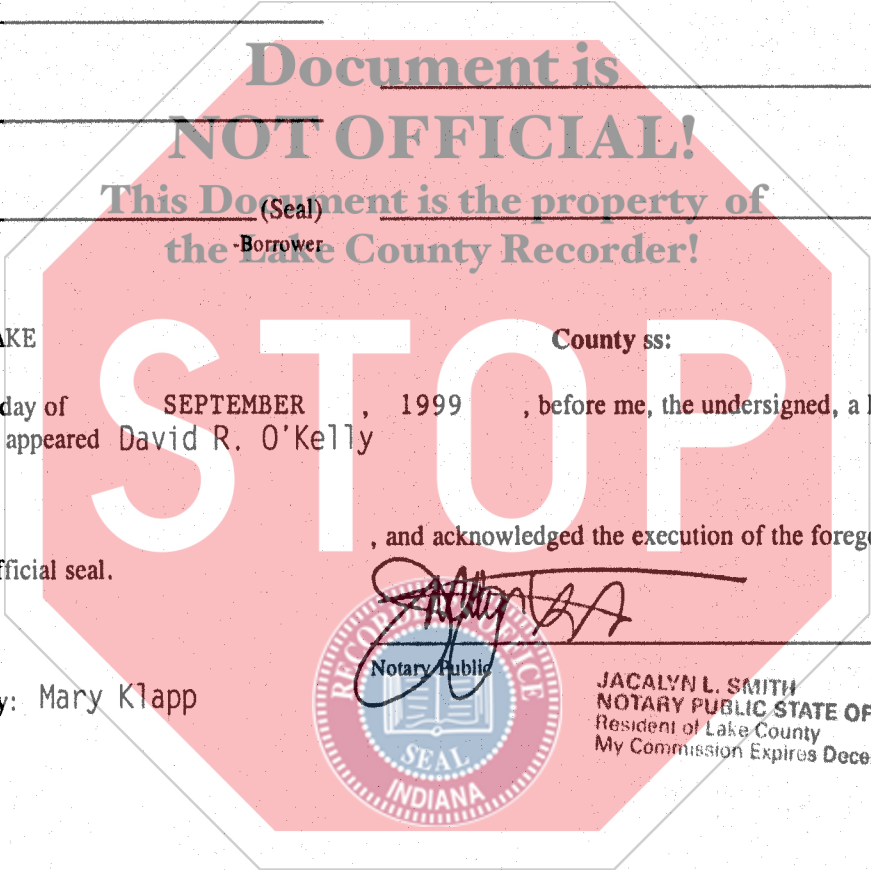 Document is
NOT OFFICIAL!
This Document is the property of
the Lake County Recorder!
(Seal)
-Borrower
STOP
AKE County ss:
day of SEPTEMBER , 1999 , before me, the undersigned, a
appeared David R. O'Kelly
, and acknowledged the execution of the forego
fficial seal.
Notary Public
RECORDER'S OFFICE
SEAL
INDIANA
y: Mary Klapp
JACALYN L. SMITH
NOTARY PUBLIC STATE OF
Resident of Lake County
My Commission Expires Dece